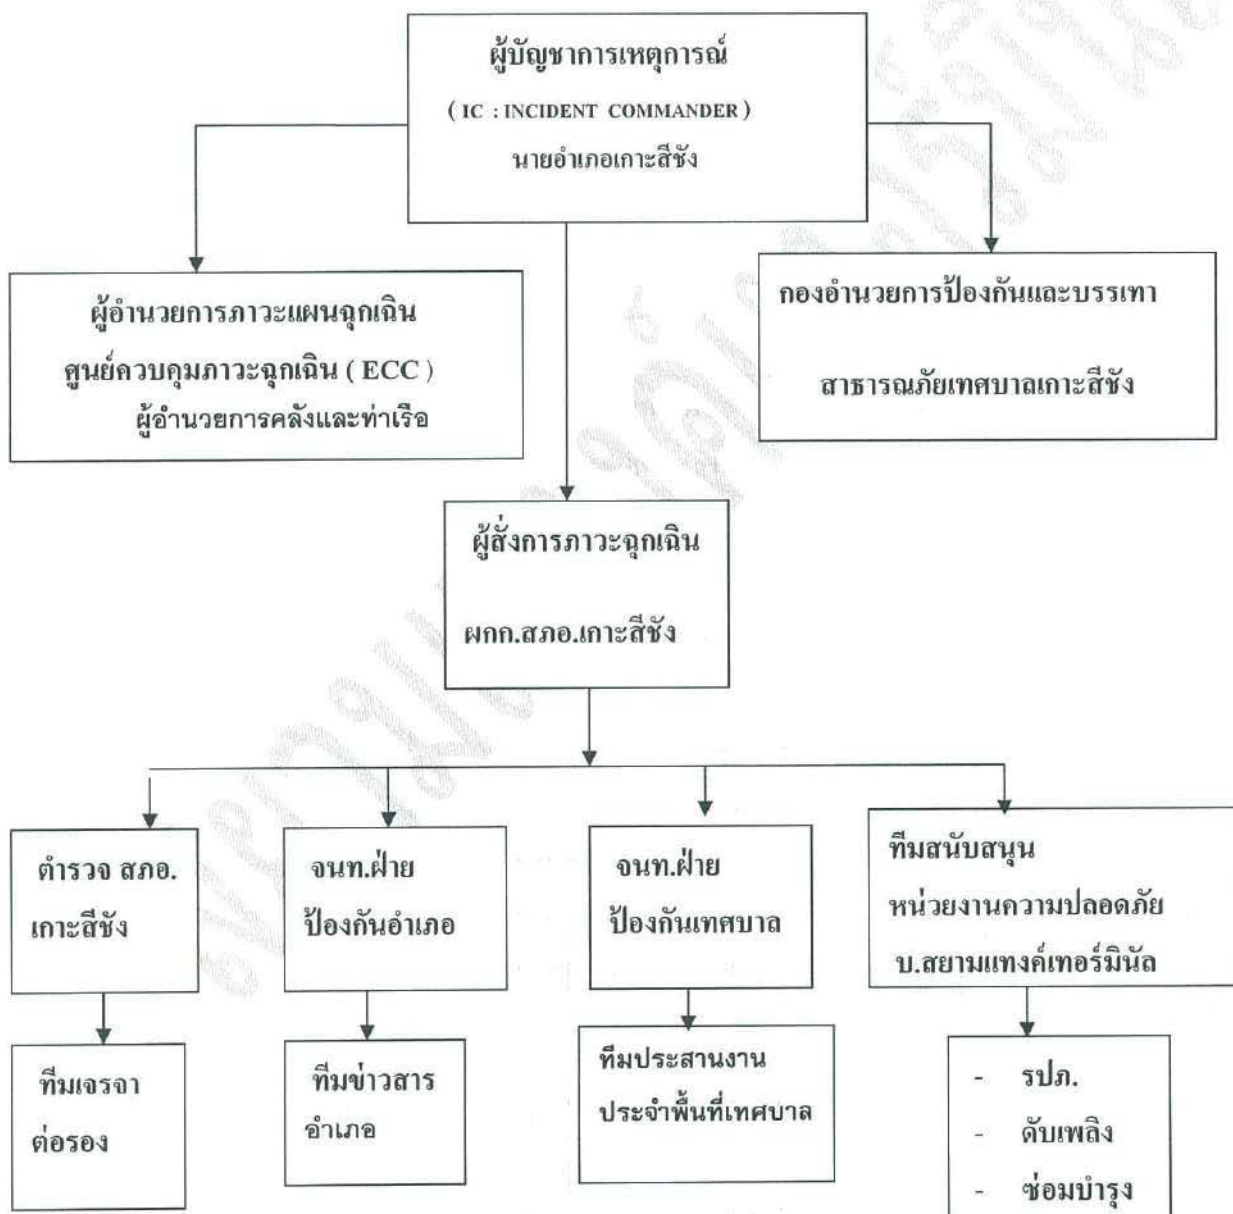 ผู้บัญชาการเหตุการณ์
( IC : INCIDENT COMMANDER )
นายอำเภอเกาะสีชัง
ผู้อำนวยการภาวะแผนฉุกเฉิน
ศูนย์ควบคุมภาวะฉุกเฉิน ( ECC )
ผู้อำนวยการคลังและท่าเรือ
กองอำนวยการป้องกันและบรรเทา
สาธารณภัยเทศบาลเกาะสีชัง
ผู้สั่งการภาวะฉุกเฉิน
ผกก.สภอ.เกาะสีชัง
ตำรวจ สภอ.
เกาะสีชัง
จนท.ฝ่าย
ป้องกันอำเภอ
จนท.ฝ่าย
ป้องกันเทศบาล
ทีมสนับสนุน
หน่วยงานความปลอดภัย
บ.สยามแทงค์เทอร์มินัล
ทีมเจรจา
ต่อรอง
ทีมข่าวสาร
อำเภอ
ทีมประสานงาน
ประจำพื้นที่เทศบาล
- รปภ.
- ดับเพลิง
- ซ่อมบำรุง